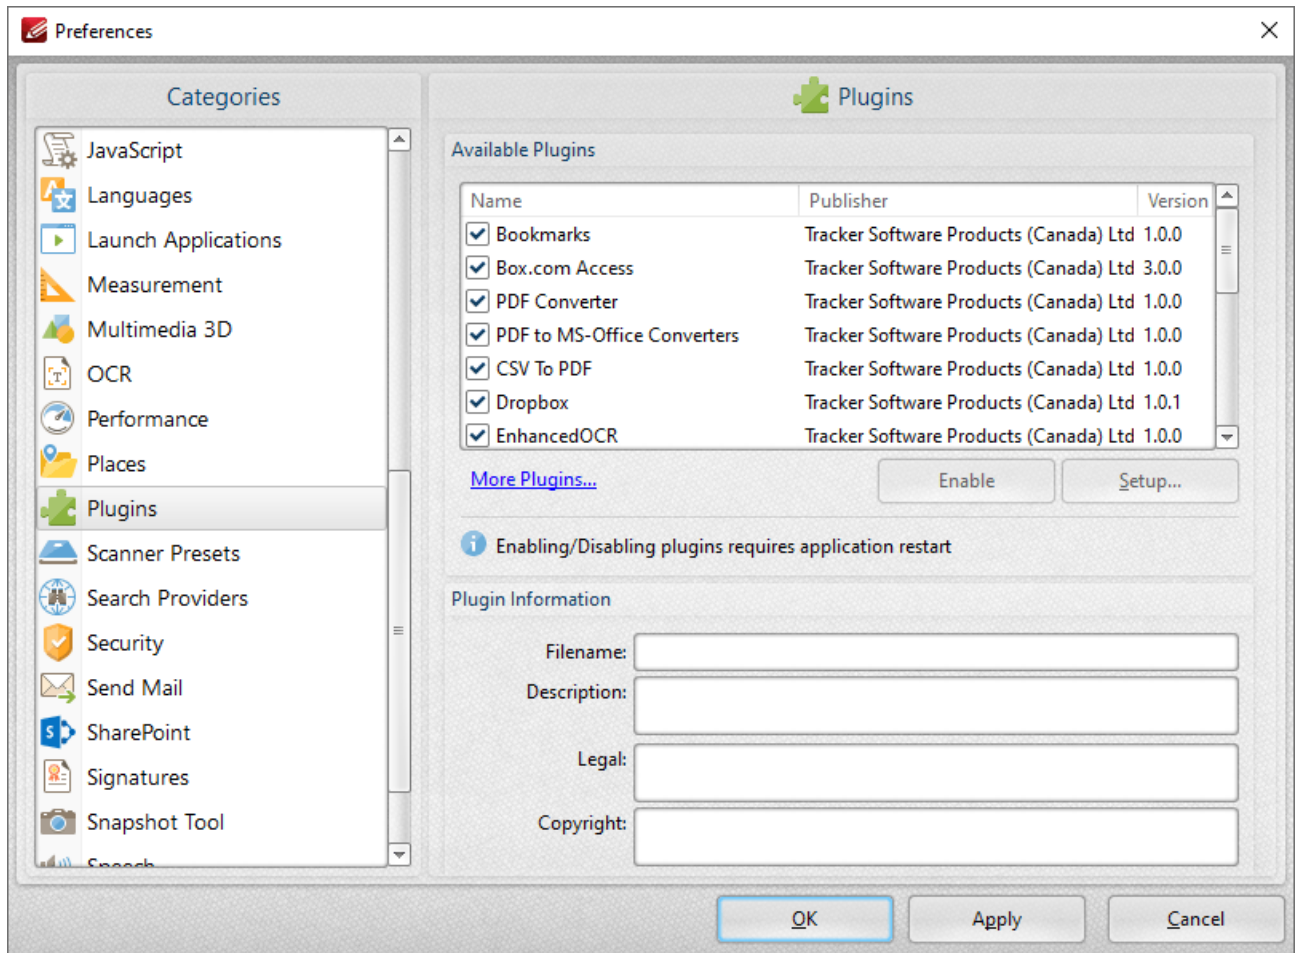 Preferences
Categories
JavaScript
Languages
Launch Applications
Measurement
Multimedia 3D
OCR
Performance
Places
Plugins
Scanner Presets
Search Providers
Security
Send Mail
SharePoint
Signatures
Snapshot Tool
Speech
Plugins
Available Plugins
Name Publisher Version
Bookmarks Tracker Software Products (Canada) Ltd 1.0.0
Box.com Access Tracker Software Products (Canada) Ltd 3.0.0
PDF Converter Tracker Software Products (Canada) Ltd 1.0.0
PDF to MS-Office Converters Tracker Software Products (Canada) Ltd 1.0.0
CSV To PDF Tracker Software Products (Canada) Ltd 1.0.0
Dropbox Tracker Software Products (Canada) Ltd 1.0.1
EnhancedOCR Tracker Software Products (Canada) Ltd 1.0.0
More Plugins... Enable Setup...
Enabling/Disabling plugins requires application restart
Plugin Information
Filename:
Description:
Legal:
Copyright:
OK Apply Cancel